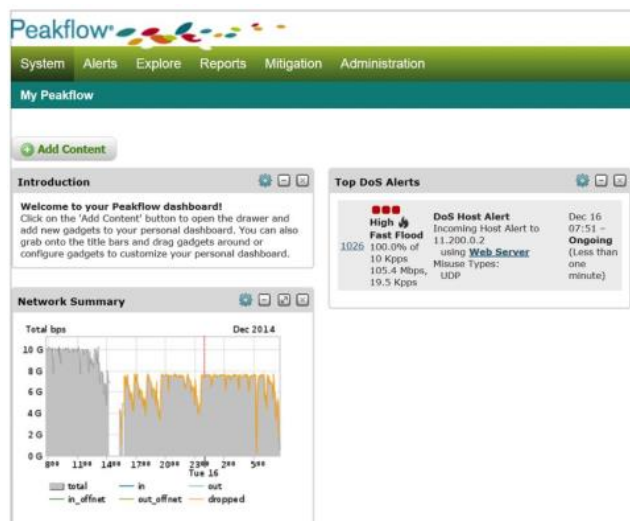 Peakflow
System Alerts Explore Reports Mitigation Administration
My Peakflow
Add Content
Introduction
Welcome to your Peakflow dashboard!
Click on the 'Add Content' button to open the drawer and
add new gadgets to your personal dashboard. You can also
grab onto the title bars and drag gadgets around or
configure gadgets to customize your personal dashboard.
Top DoS Alerts
1026
High
Fast Flood
100.0% of
10 Kpps
105.4 Mbps,
19.5 Kpps
DoS Host Alert
Incoming Host Alert to
11.200.0.2
using Web Server
Misuse Types:
UDP
Dec 16
07:51 –
Ongoing
(Less than
one
minute)
Network Summary
Total bps Dec 2014
10 G
8 G
6 G
4 G
2 G
0 G
8⁰⁰ 11⁰⁰ 14⁰⁰ 17⁰⁰ 20⁰⁰ 23⁰⁰ 2⁰⁰ 5⁰⁰
Tue 16
total in out
in_offnet out_offnet dropped